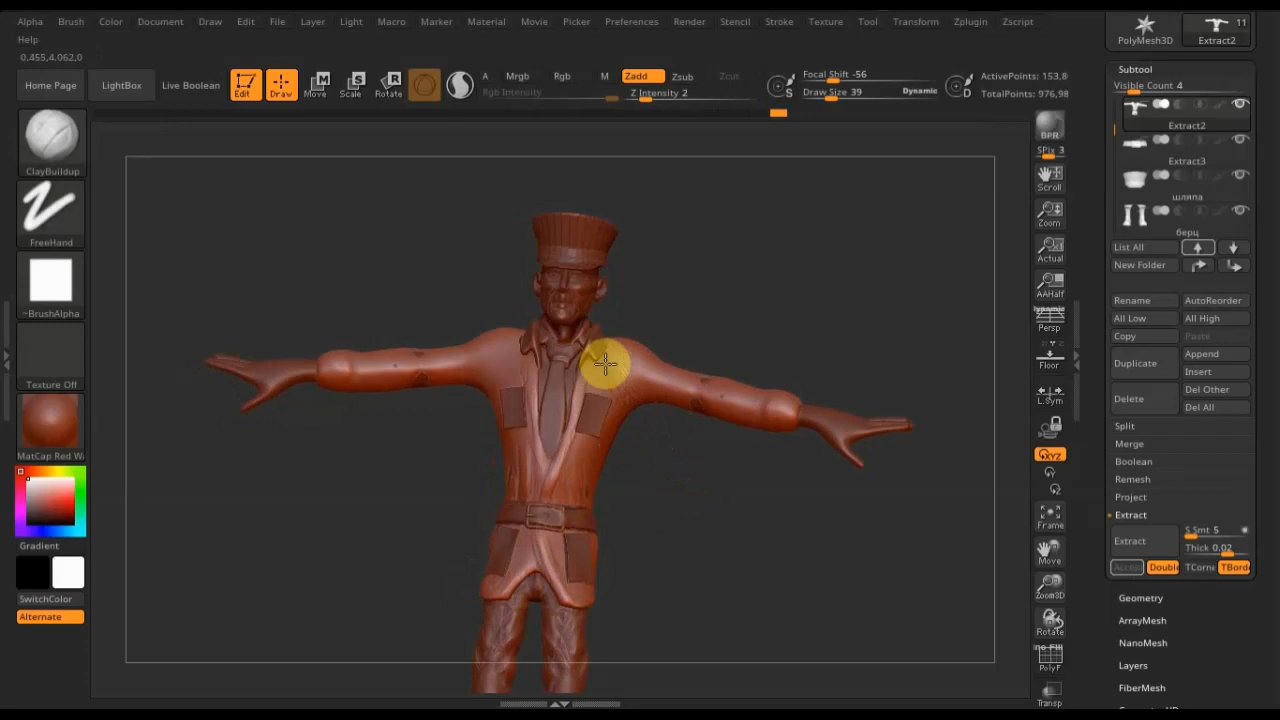 Alpha Brush Color Document Draw Edit File Layer Light Macro Marker Material Movie Picker Preferences Render Stencil Stroke Texture Tool Transform Zplugin Zscript
Help
0.455,4.062,0
Home Page
LightBox
Live Boolean
Edit
Draw
Move
Scale
Rotate
A
Mrgb
Rgb
M
Rgb Intensity
Zadd
Zsub
Zcut
Z Intensity 2
S
Focal Shift -56
Draw Size 39
Dynamic
D
ActivePoints: 153,8
TotalPoints: 976,98
PolyMesh3D
11
Extract2
Subtool
Visible Count 4
Extract2
Extract3
шляпа
берц
List All
New Folder
Rename
AutoReorder
All Low
All High
Copy
Paste
Duplicate
Append
Insert
Delete
Del Other
Del All
Split
Merge
Boolean
Remesh
Project
Extract
Extract
S Smt 5
Thick 0,02
Accep
Doubl
TCorn
TBord
Geometry
ArrayMesh
NanoMesh
Layers
FiberMesh
ClayBuildup
FreeHand
~BrushAlpha
Texture Off
MatCap Red W
Gradient
SwitchColor
Alternate
BPR
SPix 3
Scroll
Zoom
Actual
AAHalf
Dynamic
Persp
Floor
L.Sym
XYZ
Y
Z
Frame
Move
Zoom3D
Rotate
PolyF
Transp